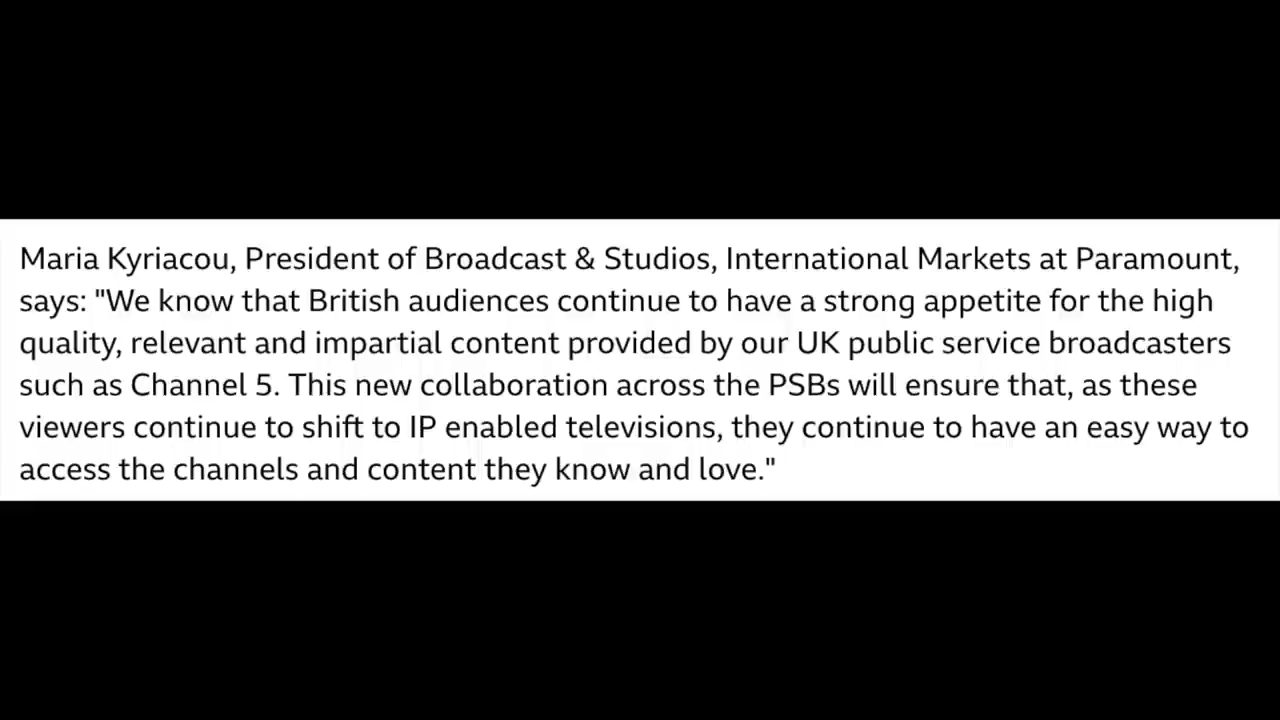 Maria Kyriacou, President of Broadcast & Studios, International Markets at Paramount,
says: "We know that British audiences continue to have a strong appetite for the high
quality, relevant and impartial content provided by our UK public service broadcasters
such as Channel 5. This new collaboration across the PSBs will ensure that, as these
viewers continue to shift to IP enabled televisions, they continue to have an easy way to
access the channels and content they know and love."